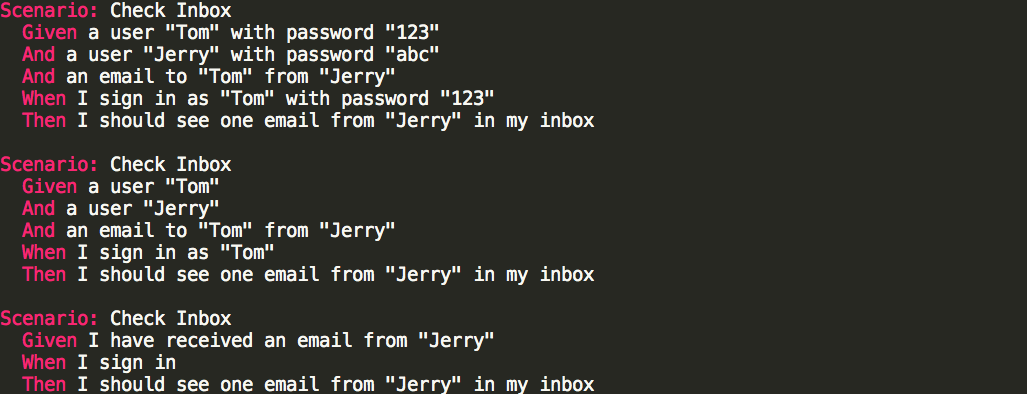 Scenario: Check Inbox
Given a user "Tom" with password "123"
And a user "Jerry" with password "abc"
And an email to "Tom" from "Jerry"
When I sign in as "Tom" with password "123"
Then I should see one email from "Jerry" in my inbox
Scenario: Check Inbox
Given a user "Tom"
And a user "Jerry"
And an email to "Tom" from "Jerry"
When I sign in as "Tom"
Then I should see one email from "Jerry" in my inbox
Scenario: Check Inbox
Given I have received an email from "Jerry"
When I sign in
Then I should see one email from "Jerry" in my inbox